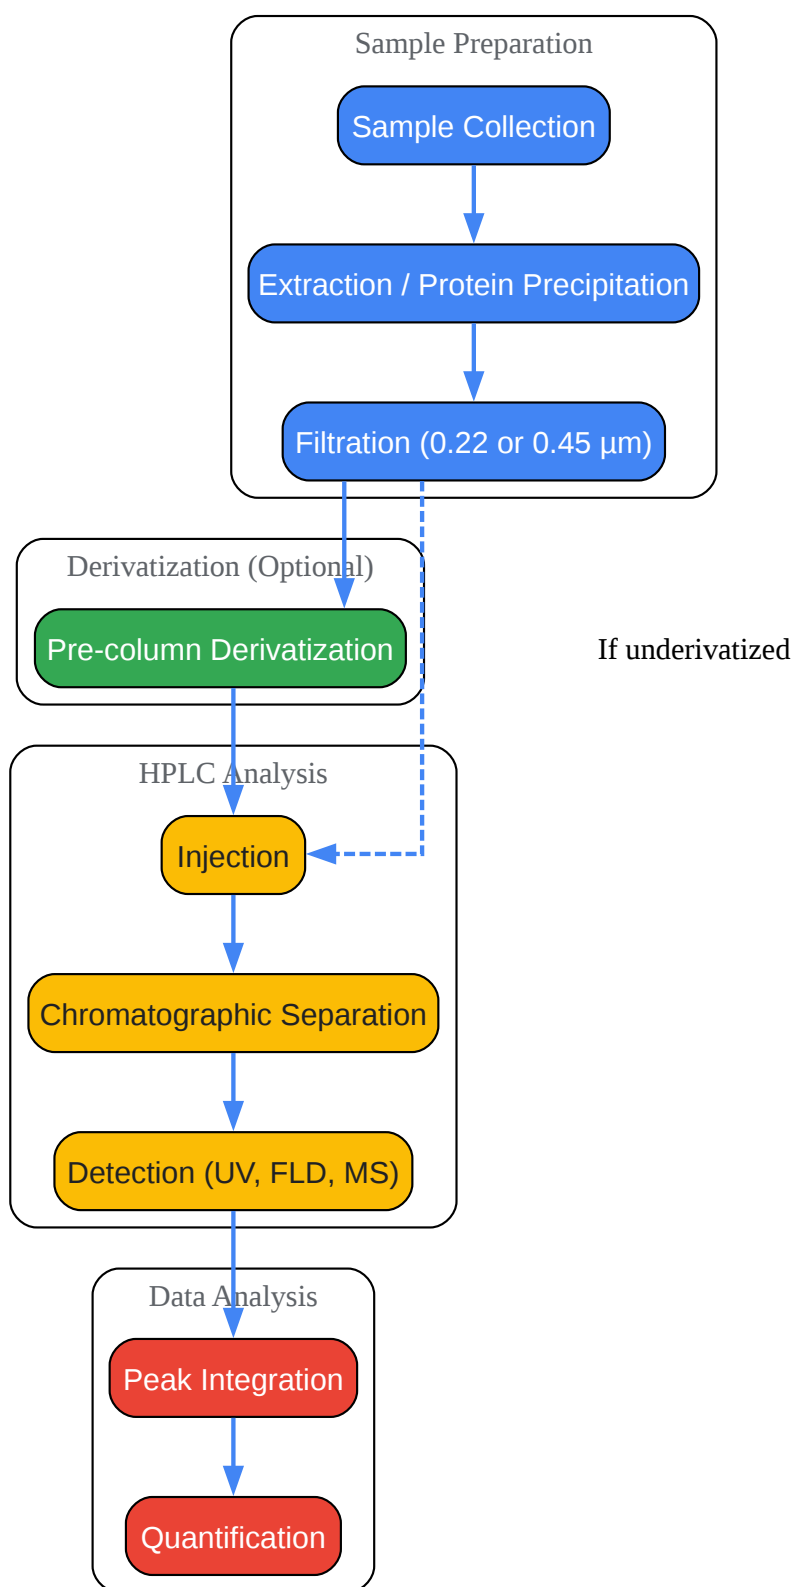 Sample Preparation
Sample Collection
Extraction / Protein Precipitation
Filtration (0.22 or 0.45 µm)
Derivatization (Optional)
Pre-column Derivatization
If underivatized
HPLC Analysis
Injection
Chromatographic Separation
Detection (UV, FLD, MS)
Data Analysis
Peak Integration
Quantification